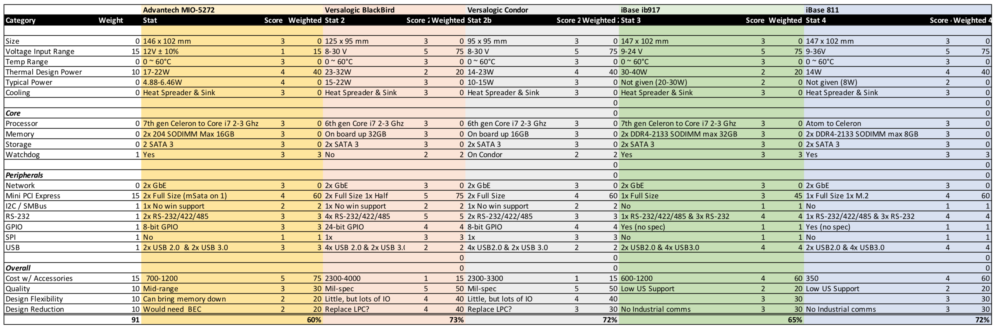 Advantech MIO-5272 Versalogic BlackBird Versalogic Condor iBase ib917 iBase 811
Category Weight Stat Score Weighted Stat 2 Score 2 Weighted Stat 2b Score 2 Weighted 2 Stat 3 Score Weighted Stat 4 Score Weighted 4
Size 0 146 x 102 mm 3 0 125 x 95 mm 3 0 95 x 95 mm 3 0 147 x 102 mm 3 0 147 x 102 mm 3 0
Voltage Input Range 15 12V ± 10% 1 15 8-30 V 5 75 8-30 V 5 75 9-24 V 5 75 9-36V 5 75
Temp Range 0 0 ~ 60°C 3 0 0 ~ 60°C 3 0 0 ~ 60°C 3 0 0 ~ 60°C 3 0 0 ~ 60°C 3 0
Thermal Design Power 10 17-22W 4 40 23-32W 2 20 14-23W 4 40 30-40W 2 20 14W 4 40
Typical Power 0 4.88-6.46W 4 0 15-22W 3 0 10-15W 3 0 Not given (20-30W) 2 0 Not given (8W) 2 0
Cooling 0 Heat Spreader & Sink 3 0 Heat Spreader & Sink 3 0 Heat Spreader & Sink 3 0 Heat Spreader & Sink 3 0 Heat Spreader & Sink 3 0
0 0
Core 0 0
Processor 0 7th gen Celeron to Core i7 2-3 Ghz 3 0 6th gen Core i7 2-3 Ghz 3 0 6th gen Core i7 2-3 Ghz 3 0 7th gen Celeron to Core i7 2-3 Ghz 3 0 Atom to Celeron 3 0
Memory 0 2x 204 SODIMM Max 16GB 3 0 On board up 32GB 3 0 On board up 16GB 3 0 2x DDR4-2133 SODIMM max 32GB 3 0 2x DDR4-2133 SODIMM max 8GB 3 0
Storage 0 2 SATA 3 3 0 2x SATA 3 3 0 2x SATA 3 3 0 2x SATA 3 3 0 2x SATA 3 3 0
Watchdog 1 Yes 3 3 No 2 2 On Condor 2 2 Yes 3 3 Yes 3 3
0 0
Peripherals 0 0
Network 0 2x GbE 3 0 2x GbE 3 0 2x GbE 3 0 2x GbE 3 0 2x GbE 3 0
Mini PCI Express 15 2x Full Size (mSata on 1) 4 60 2x Full Size 1x Half 5 75 2x Full Size 4 60 1x Full Size 3 45 1x Full Size 1x M.2 4 60
I2C / SMBus 1 1x No win support 2 2 1x No win support 2 2 1x No win support 2 2 No 1 1 No 1 1
RS-232 1 2x RS-232/422/485 3 3 4x RS-232/422/485 5 5 2x RS-232/422/485 3 3 1x RS-232/422/485 & 3x RS-232 4 4 1x RS-232/422/485 & 3x RS-232 4 4
GPIO 1 8-bit GPIO 3 3 24-bit GPIO 4 4 8-bit GPIO 4 4 Yes (no spec) 1 1 Yes (no spec) 1 1
SPI 1 No 1 1 1x 3 3 1x 3 3 No 1 1 No 1 1
USB 1 2x USB 2.0 & 2x USB 3.0 3 3 4x USB 2.0 & 2x USB 3.0 2 2 4x USB2.0 & 2x USB 3.0 2 2 2x USB2.0 & 4x USB3.0 4 4 2x USB2.0 & 4x USB3.0 4 4
0 0 0
Overall 0 0 0
Cost w/ Accessories 15 700-1200 5 75 2300-4000 1 15 2300-3300 1 15 600-1200 4 60 350 4 60
Quality 10 Mid-range 3 30 Mil-spec 5 50 Mil-spec 5 50 Low US Support 2 20 Low US Support 2 20
Design Flexibility 10 Can bring memory down 2 20 Little, but lots of IO 4 40 Little, but lots of IO 4 40 3 30 3 30
Design Reduction 10 Would need BEC 2 20 Replace LPC? 4 40 Replace LPC? 3 30 No Industrial comms 3 30 No Industrial comms 3 30
91 60% 73% 72% 65% 72%